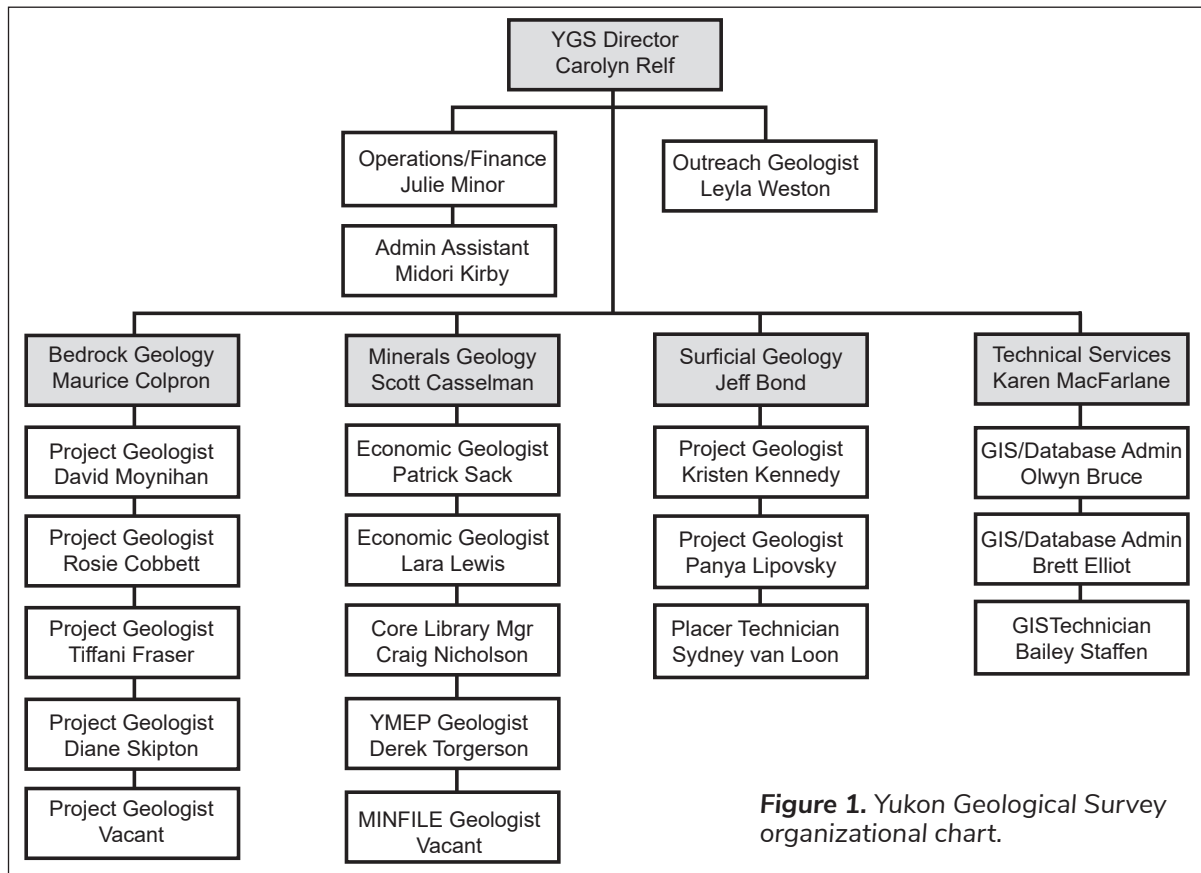 YGS Director
Carolyn Relf
Operations/Finance
Julie Minor
Outreach Geologist
Leyla Weston
Admin Assistant
Midori Kirby
Bedrock Geology
Maurice Colpron
Project Geologist
David Moynihan
Project Geologist
Rosie Cobbett
Project Geologist
Tiffani Fraser
Project Geologist
Diane Skipton
Project Geologist
Vacant
Minerals Geology
Scott Casselman
Economic Geologist
Patrick Sack
Economic Geologist
Lara Lewis
Core Library Mgr
Craig Nicholson
YMEP Geologist
Derek Torgerson
MINFILE Geologist
Vacant
Surficial Geology
Jeff Bond
Project Geologist
Kristen Kennedy
Project Geologist
Panya Lipovsky
Placer Technician
Sydney van Loon
Technical Services
Karen MacFarlane
GIS/Database Admin
Olwyn Bruce
GIS/Database Admin
Brett Elliot
GISTechnician
Bailey Staffen
Figure 1. Yukon Geological Survey
organizational chart.